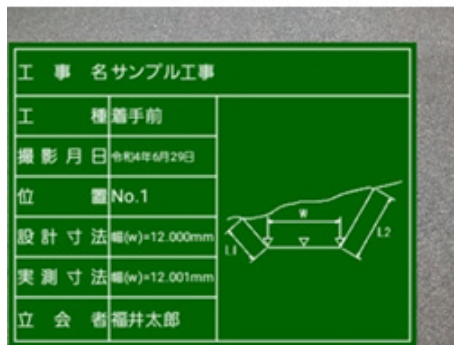 工事名 サンプル工事
工種 着手前
撮影月日 令和4年6月29日
位置 No.1
設計寸法 幅(w)=12.000mm
実測寸法 幅(w)=12.001mm
立会者 福井太郎
W
L1
L2